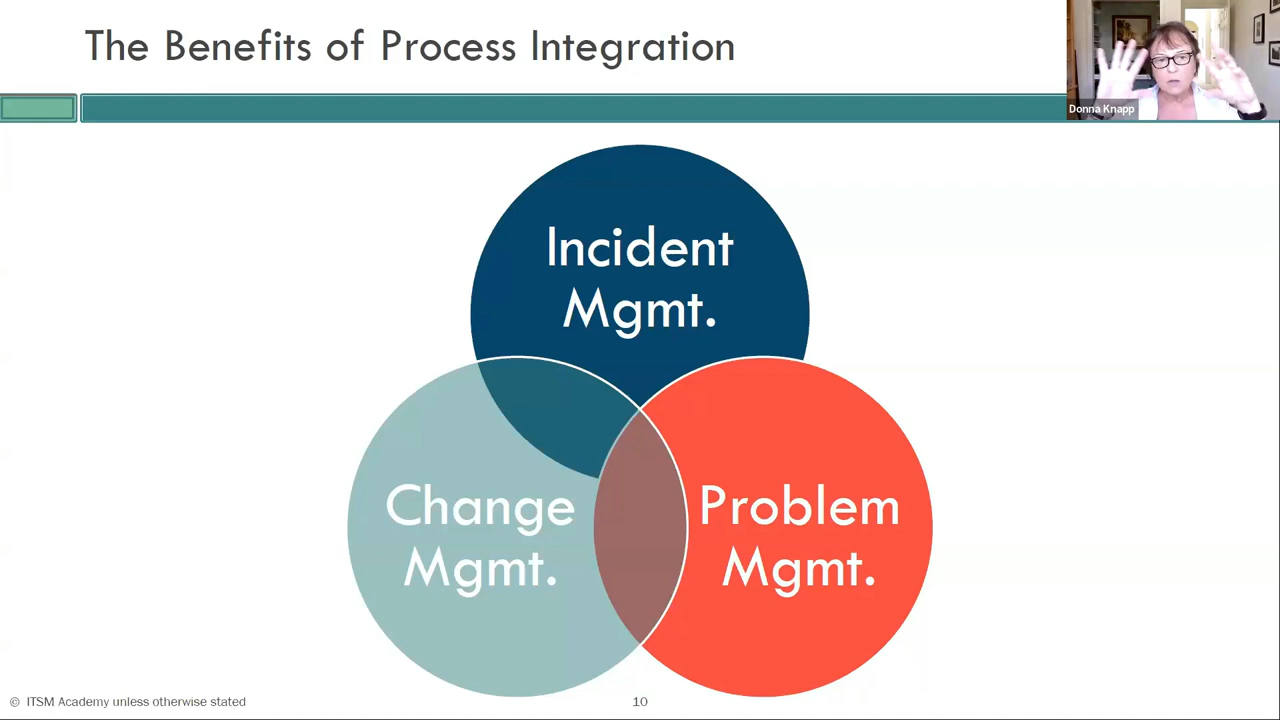 The Benefits of Process Integration
Donna Knapp
Incident
Mgmt.
Change
Mgmt.
Problem
Mgmt.
© ITSM Academy unless otherwise stated
10